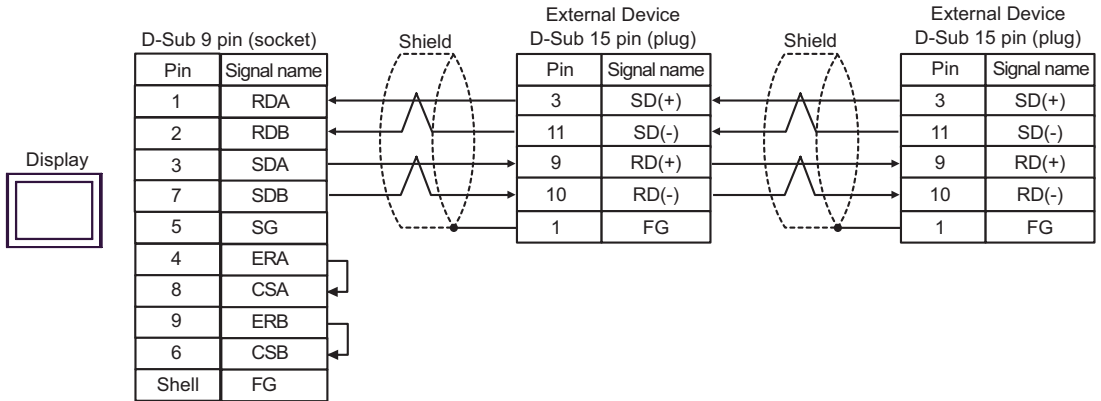 Display
D-Sub 9 pin (socket)
Pin Signal name
1 RDA
2 RDB
3 SDA
7 SDB
5 SG
4 ERA
8 CSA
9 ERB
6 CSB
Shell FG
Shield
External Device
D-Sub 15 pin (plug)
Pin Signal name
3 SD(+)
11 SD(-)
9 RD(+)
10 RD(-)
1 FG
Shield
External Device
D-Sub 15 pin (plug)
Pin Signal name
3 SD(+)
11 SD(-)
9 RD(+)
10 RD(-)
1 FG